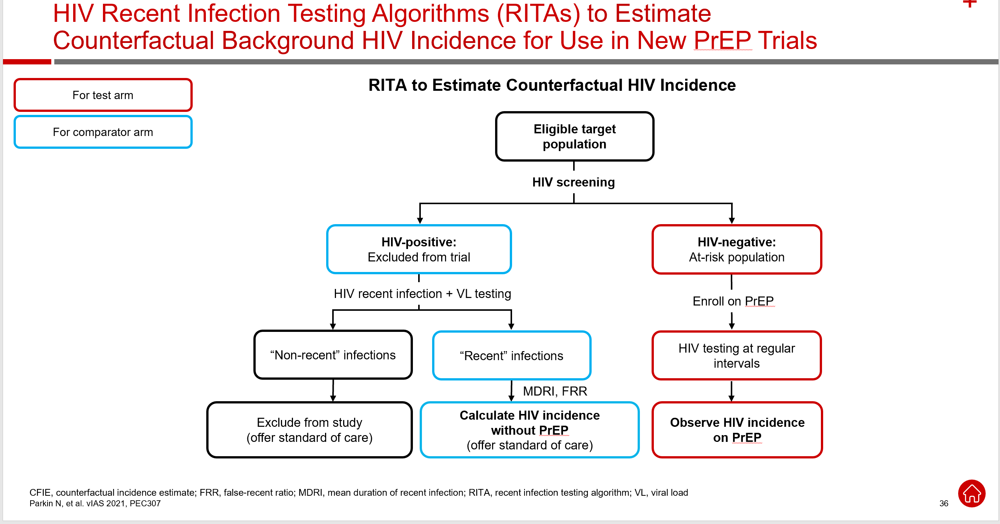 HIV Recent Infection Testing Algorithms (RITAs) to Estimate
Counterfactual Background HIV Incidence for Use in New PrEP Trials
For test arm
For comparator arm
RITA to Estimate Counterfactual HIV Incidence
Eligible target
population
HIV screening
HIV-positive:
Excluded from trial
HIV-negative:
At-risk population
HIV recent infection + VL testing
Enroll on PrEP
“Non-recent” infections
“Recent” infections
HIV testing at regular
intervals
MDRI, FRR
Exclude from study
(offer standard of care)
Calculate HIV incidence
without PrEP
(offer standard of care)
Observe HIV incidence
on PrEP
CFIE, counterfactual incidence estimate; FRR, false-recent ratio; MDRI, mean duration of recent infection; RITA, recent infection testing algorithm; VL, viral load
Parkin N, et al. vIAS 2021, PEC307
36